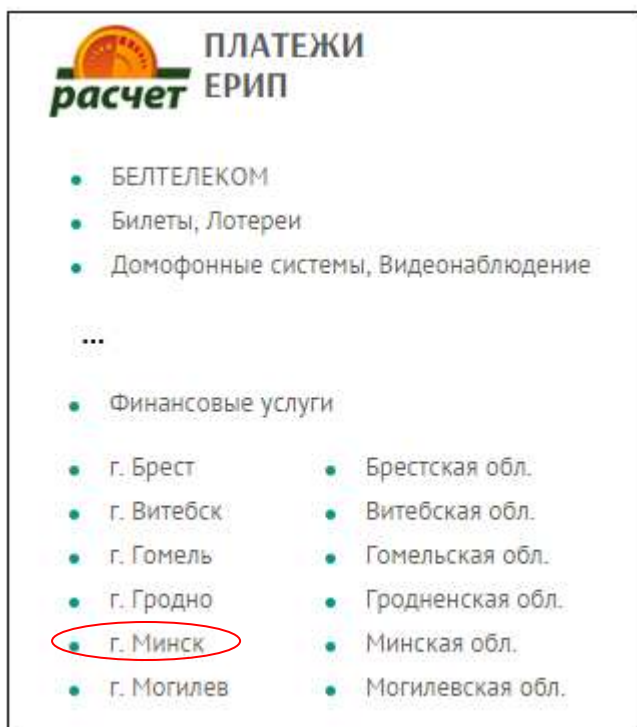 расчет
ПЛАТЕЖИ
ЕРИП
БЕЛТЕЛЕКОМ
Билеты, Лотереи
Домофонные системы, Видеонаблюдение
...
Финансовые услуги
г. Брест Брестская обл.
г. Витебск Витебская обл.
г. Гомель Гомельская обл.
г. Гродно Гродненская обл.
г. Минск Минская обл.
г. Могилев Могилевская обл.